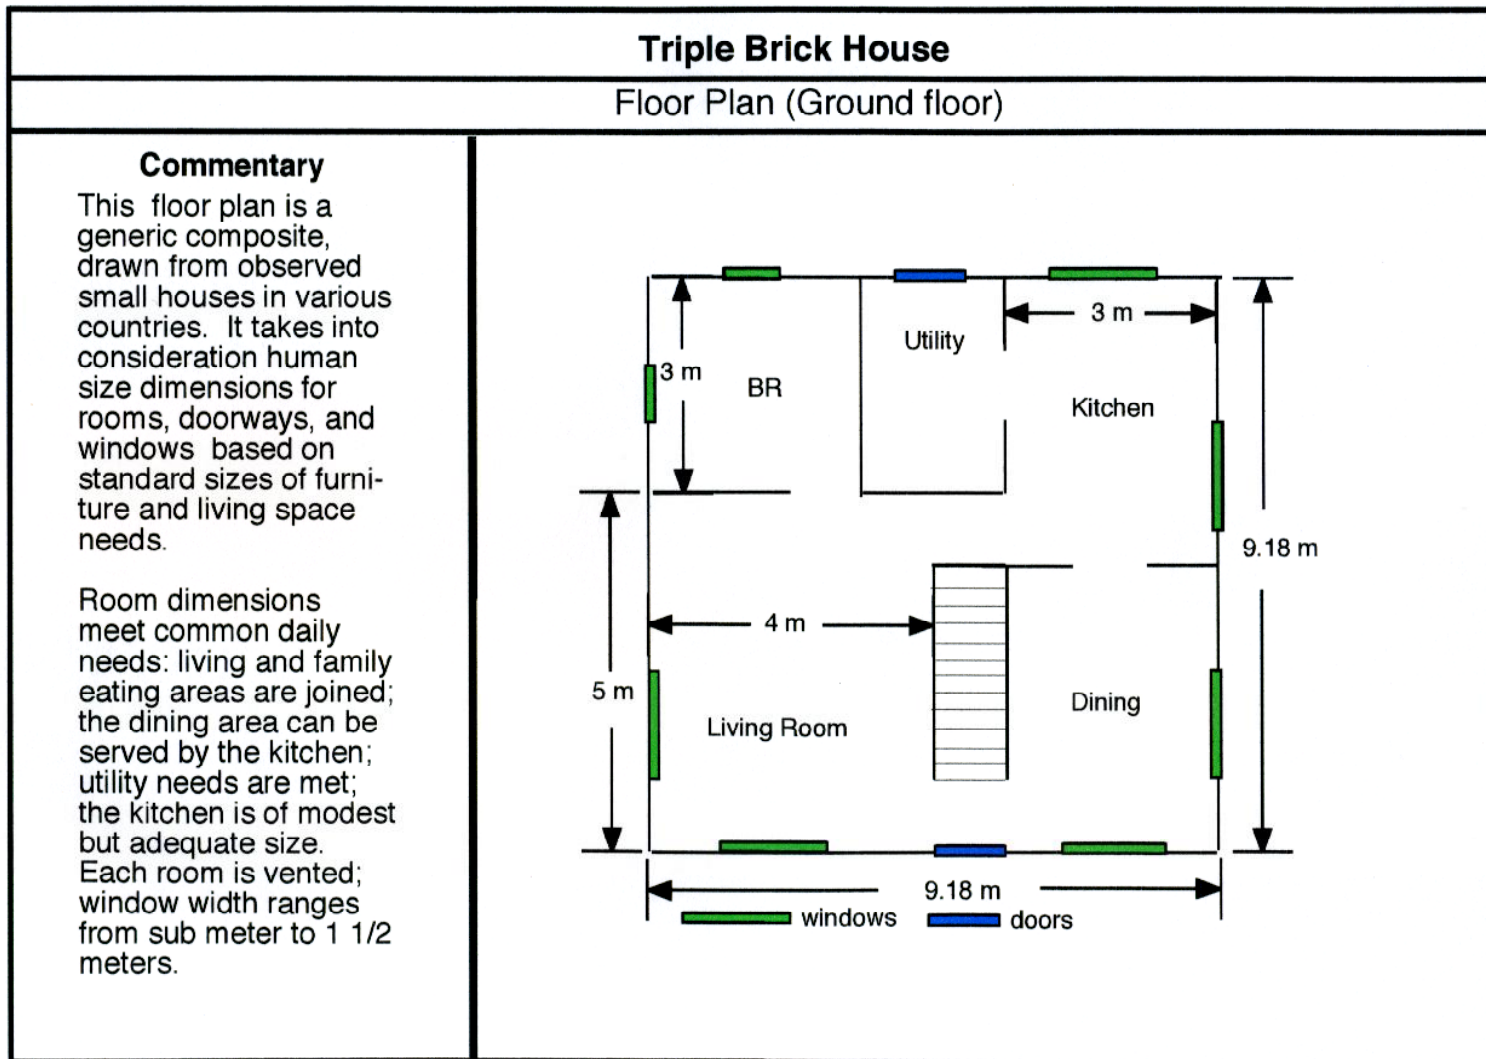 Triple Brick House
Floor Plan (Ground floor)
Commentary
This floor plan is a
generic composite,
drawn from observed
small houses in various
countries. It takes into
consideration human
size dimensions for
rooms, doorways, and
windows based on
standard sizes of furni-
ture and living space
needs.
Room dimensions
meet common daily
needs: living and family
eating areas are joined;
the dining area can be
served by the kitchen;
utility needs are met;
the kitchen is of modest
but adequate size.
Each room is vented;
window width ranges
from sub meter to 1 1/2
meters.
3 m
Utility
3 m
BR
Kitchen
9.18 m
4 m
5 m
Living Room
Dining
9.18 m
windows
doors